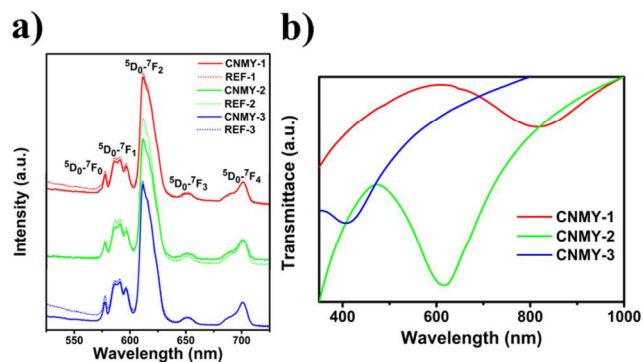 a)
Intensity (a.u.)
⁵D₀-⁷F₀
⁵D₀-⁷F₁
⁵D₀-⁷F₂
⁵D₀-⁷F₃
⁵D₀-⁷F₄
CNMY-1
REF-1
CNMY-2
REF-2
CNMY-3
REF-3
550 600 650 700
Wavelength (nm)
b)
Transmittace (a.u.)
CNMY-1
CNMY-2
CNMY-3
400 600 800 1000
Wavelength (nm)